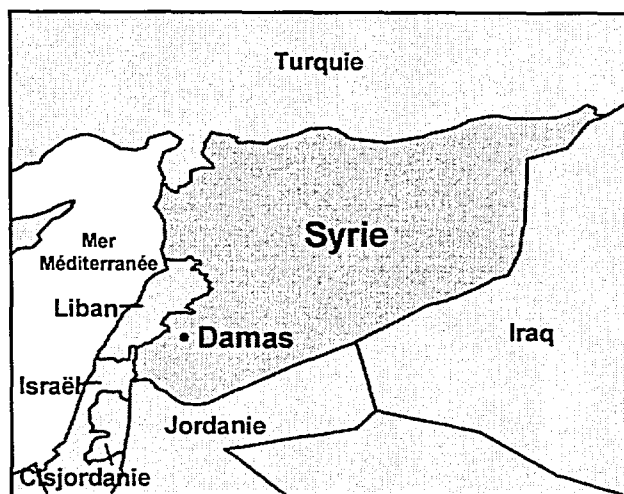 Turquie
Syrie
Mer
Méditerranée
Liban
Damas
Iraq
Israël
Jordanie
Cisjordanie